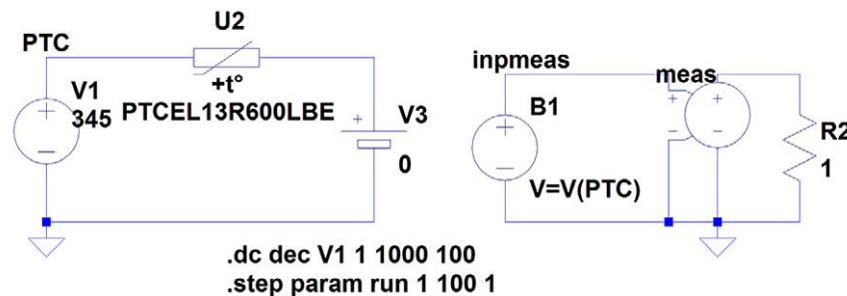 U2
PTC
inpmeas
meas
V1
345
+t°
PTCEL13R600LBE
V3
0
B1
V=V(PTC)
R2
1
.dc dec V1 1 1000 100
.step param run 1 100 1